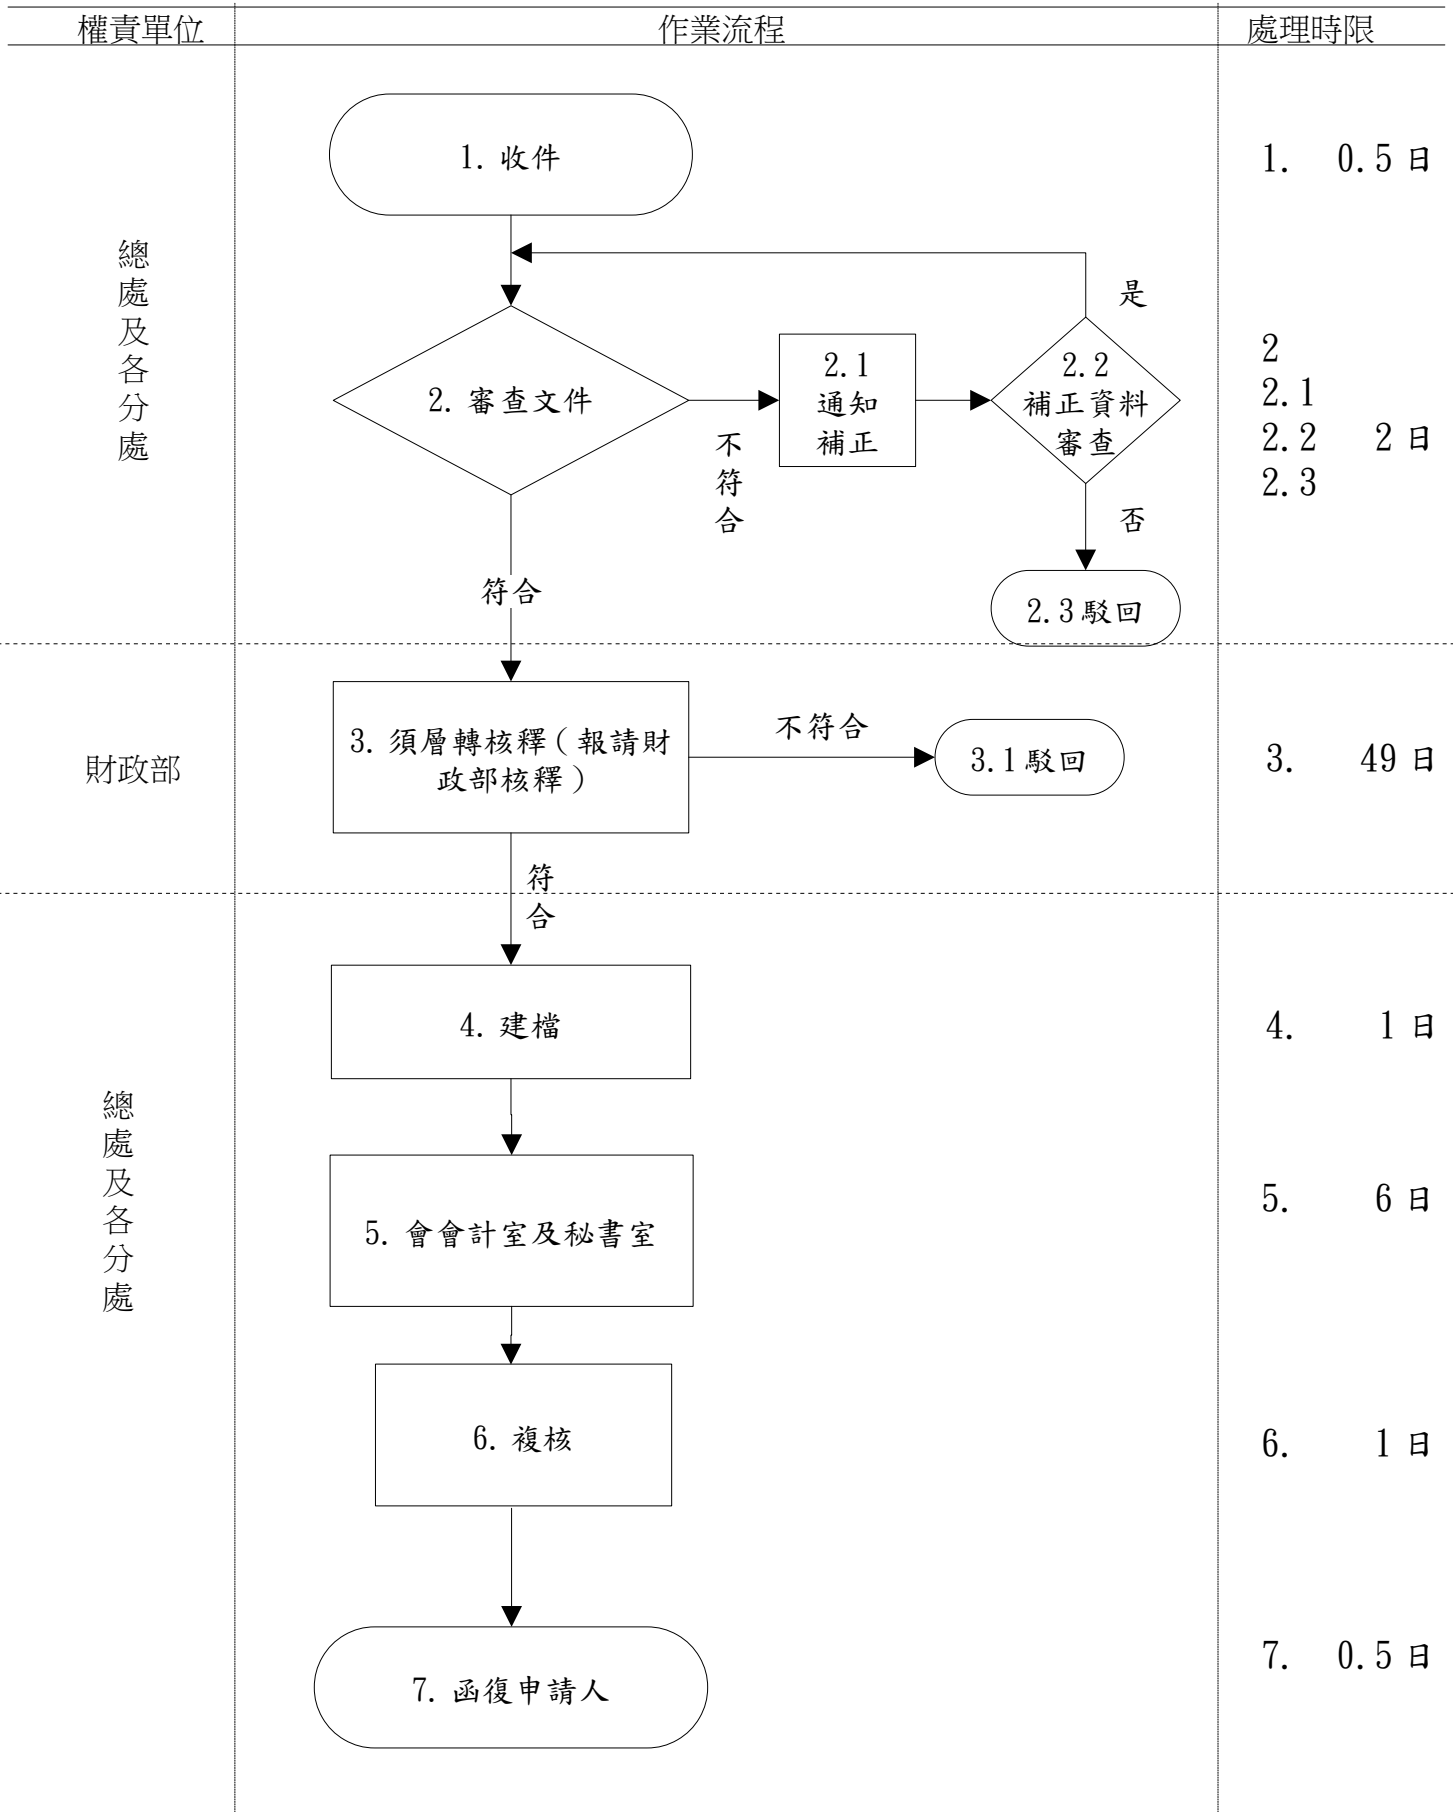 權責單位
作業流程
處理時限
1. 收件
1. 0.5日
總處及各分處
是
2. 審查文件
不符合
2.1
通知
補正
2.2
補正資料
審查
2
2.1
2.2 2日
2.3
否
符合
2.3駁回
財政部
3. 須層轉核釋（報請財
政部核釋）
不符合
3.1駁回
3. 49日
符合
4. 建檔
4. 1日
總處及各分處
5. 會會計室及秘書室
5. 6日
6. 複核
6. 1日
7. 函復申請人
7. 0.5日